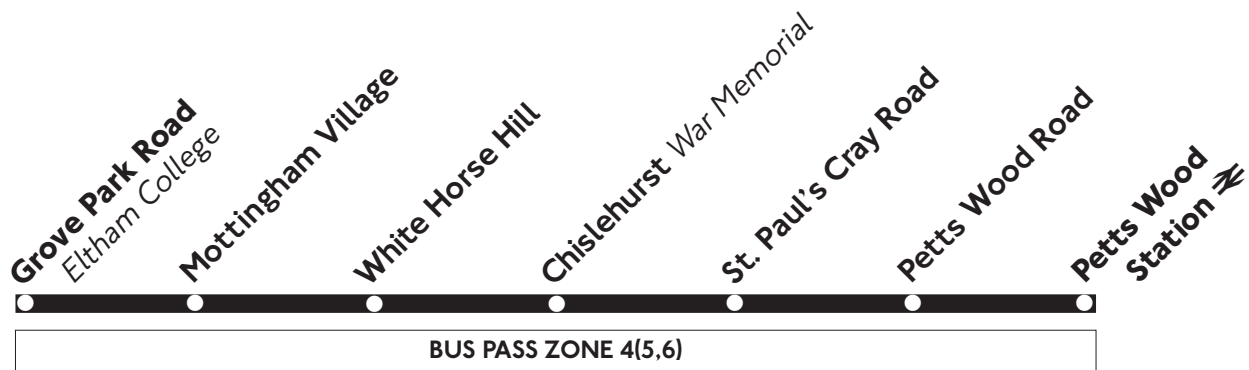 Grove Park Road
Eltham College
Mottingham Village
White Horse Hill
Chislehurst War Memorial
St. Paul's Cray Road
Petts Wood Road
Petts Wood
Station
BUS PASS ZONE 4(5,6)